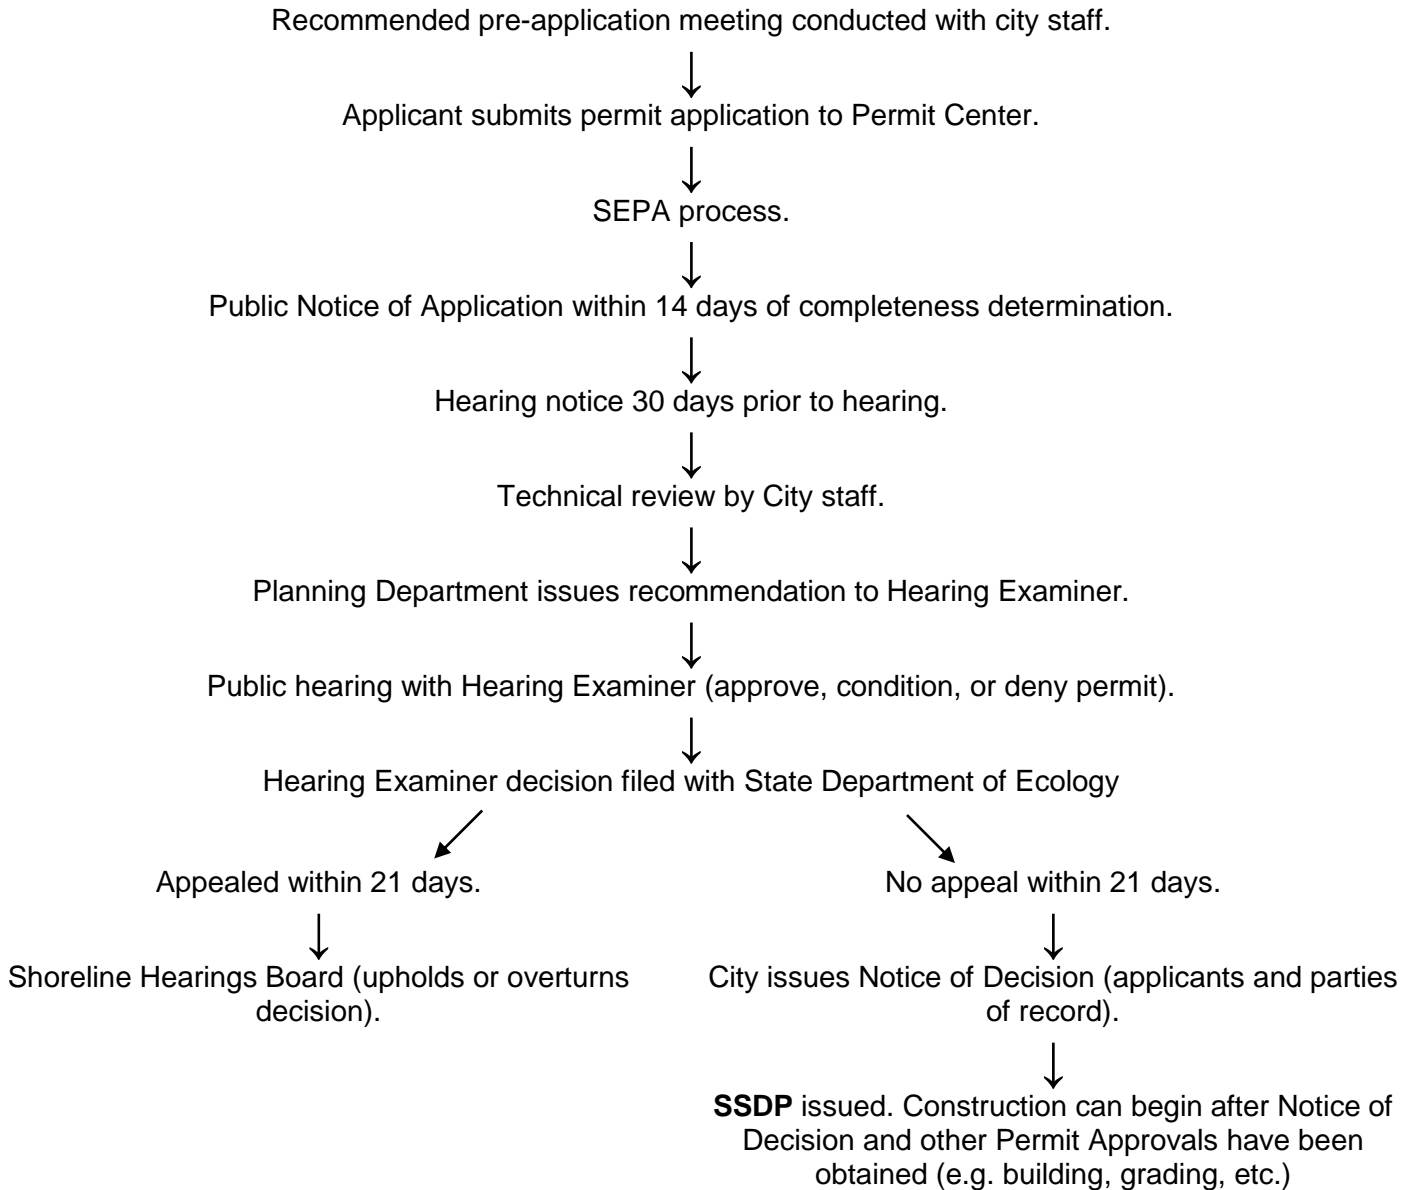 Recommended pre-application meeting conducted with city staff.
Applicant submits permit application to Permit Center.
SEPA process.
Public Notice of Application within 14 days of completeness determination.
Hearing notice 30 days prior to hearing.
Technical review by City staff.
Planning Department issues recommendation to Hearing Examiner.
Public hearing with Hearing Examiner (approve, condition, or deny permit).
Hearing Examiner decision filed with State Department of Ecology
Appealed within 21 days.
Shoreline Hearings Board (upholds or overturns
decision).
No appeal within 21 days.
City issues Notice of Decision (applicants and parties
of record).
SSDP issued. Construction can begin after Notice of
Decision and other Permit Approvals have been
obtained (e.g. building, grading, etc.)